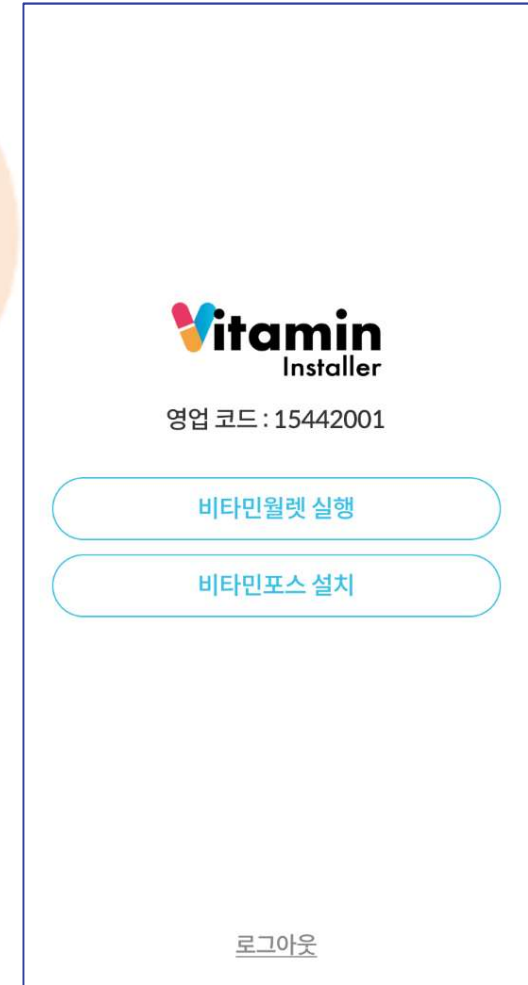 Vitamin
Installer
영업 코드 : 15442001
비타민월렛 실행
비타민포스 설치
로그아웃